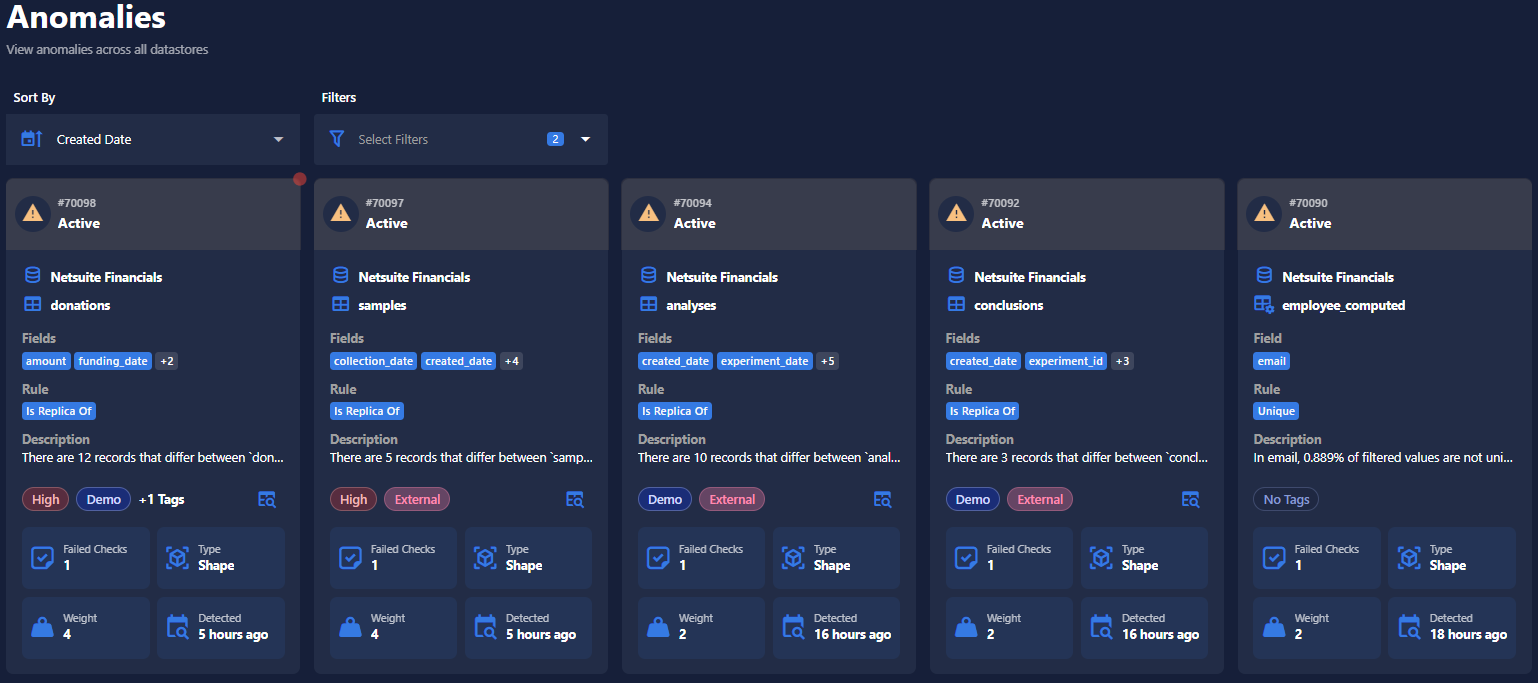 Anomalies
View anomalies across all datastores
Sort By
Created Date
Filters
Select Filters
2
#70098
Active
Netsuite Financials
donations
Fields
amount funding_date +2
Rule
Is Replica Of
Description
There are 12 records that differ between `don...
High Demo +1 Tags
Failed Checks
1
Type
Shape
Weight
4
Detected
5 hours ago
#70097
Active
Netsuite Financials
samples
Fields
collection_date created_date +4
Rule
Is Replica Of
Description
There are 5 records that differ between `samp...
High External
Failed Checks
1
Type
Shape
Weight
4
Detected
5 hours ago
#70094
Active
Netsuite Financials
analyses
Fields
created_date experiment_date +5
Rule
Is Replica Of
Description
There are 10 records that differ between `anal...
Demo External
Failed Checks
1
Type
Shape
Weight
2
Detected
16 hours ago
#70092
Active
Netsuite Financials
conclusions
Fields
created_date experiment_id +3
Rule
Is Replica Of
Description
There are 3 records that differ between `concl...
Demo External
Failed Checks
1
Type
Shape
Weight
2
Detected
16 hours ago
#70090
Active
Netsuite Financials
employee_computed
Field
email
Rule
Unique
Description
In email, 0.889% of filtered values are not uni...
No Tags
Failed Checks
1
Type
Shape
Weight
2
Detected
18 hours ago